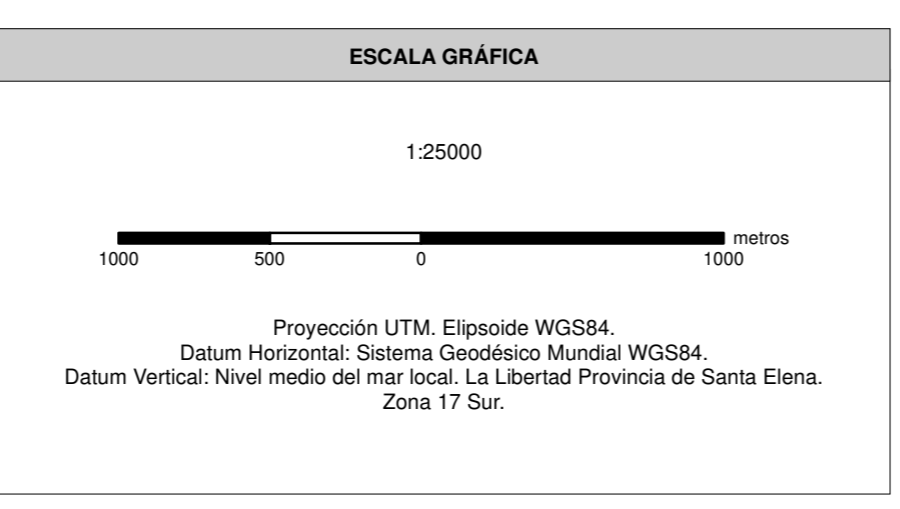 ESCALA GRÁFICA
1:25000
metros
1000 500 0 1000
Proyección UTM. Elipsoide WGS84.
Datum Horizontal: Sistema Geodésico Mundial WGS84.
Datum Vertical: Nivel medio del mar local. La Libertad Provincia de Santa Elena.
Zona 17 Sur.